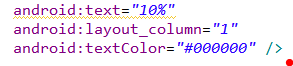 android:text="10%"
android:layout_column="1"
android:textColor="#000000" />